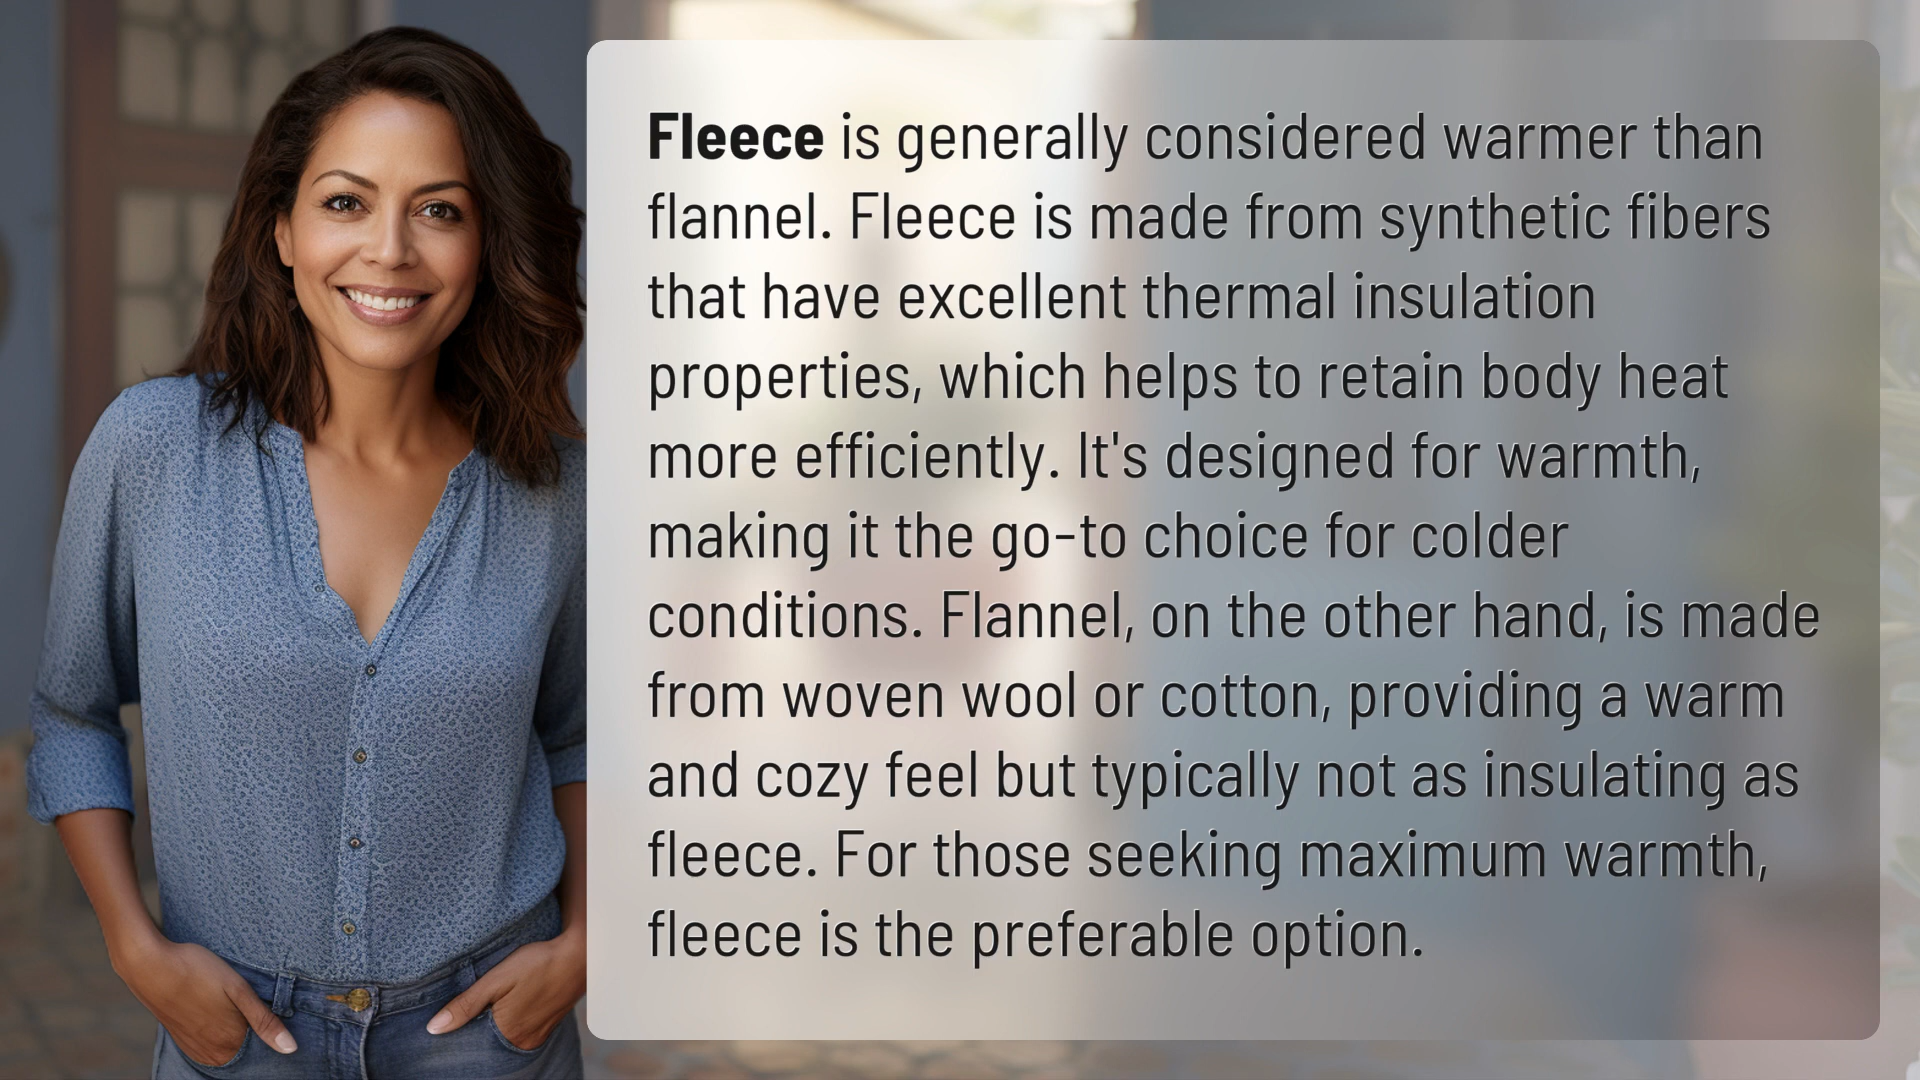 Fleece is generally considered warmer than
flannel. Fleece is made from synthetic fibers
that have excellent thermal insulation
properties, which helps to retain body heat
more efficiently. It's designed for warmth,
making it the go-to choice for colder
conditions. Flannel, on the other hand, is made
from woven wool or cotton, providing a warm
and cozy feel but typically not as insulating as
fleece. For those seeking maximum warmth,
fleece is the preferable option.